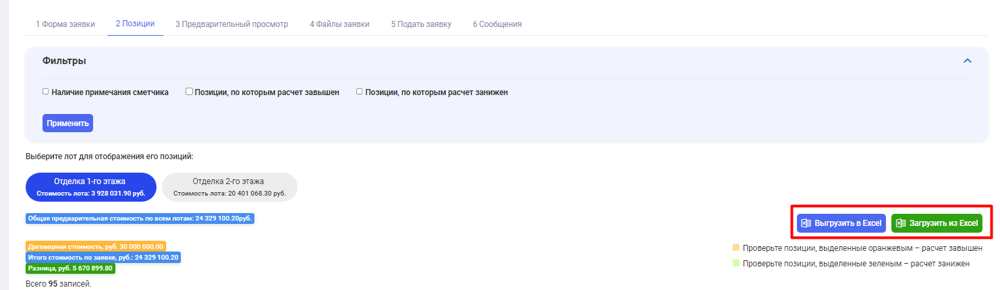 1 Форма заявки 2 Позиции 3 Предварительный просмотр 4 Файлы заявки 5 Подать заявку 6 Сообщения
Фильтры
Наличие примечания сметчика Позиции, по которым расчет завышен Позиции, по которым расчет занижен
Применить
Выберите лот для отображения его позиций:
Отделка 1-го этажа
Стоимость лота: 3 928 031.90 руб.
Отделка 2-го этажа
Стоимость лота: 20 401 068.30 руб.
Общая предварительная стоимость по всем лотам: 24 329 100.20руб.
Выгрузить в Excel Загрузить из Excel
Договорная стоимость, руб. 30 000 000.00
Итого стоимость по заявке, руб.: 24 329 100.20
Разница, руб. 5 670 899.80
Проверьте позиции, выделенные оранжевым – расчет завышен
Проверьте позиции, выделенные зеленым – расчет занижен
Всего 95 записей.